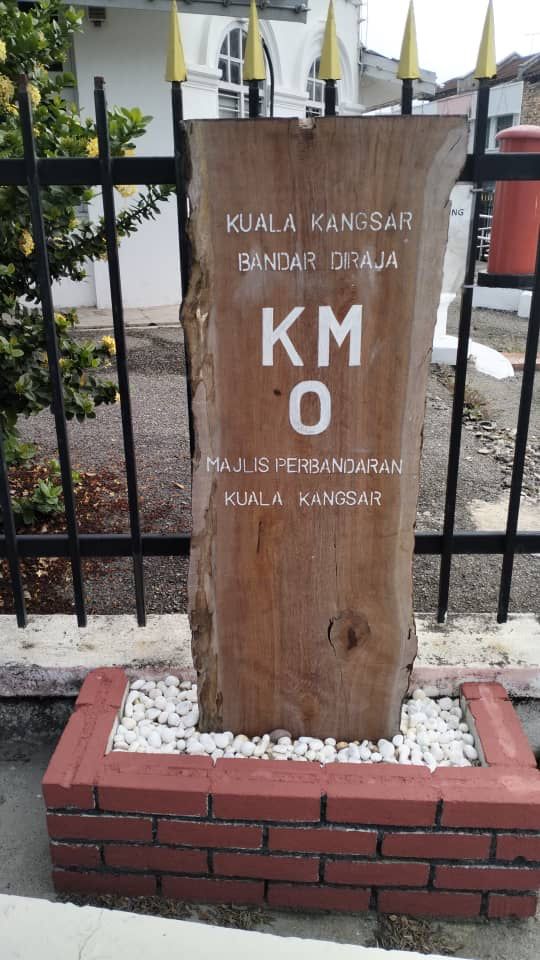 KUALA KANGSAR
BANDAR DIRAJA
KM
0
MAJLIS PERBANDARAN
KUALA KANGSAR